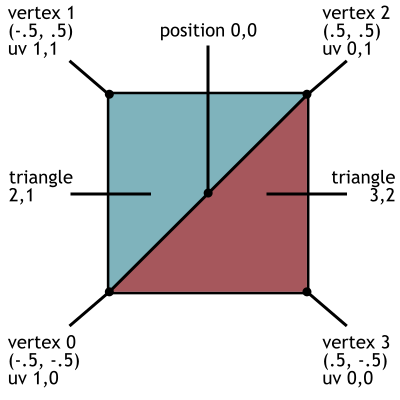 vertex 1
(-.5, .5)
uv 1,1
position 0,0
vertex 2
(.5, .5)
uv 0,1
triangle
2,1
triangle
3,2
vertex 0
(-.5, -.5)
uv 1,0
vertex 3
(.5, -.5)
uv 0,0